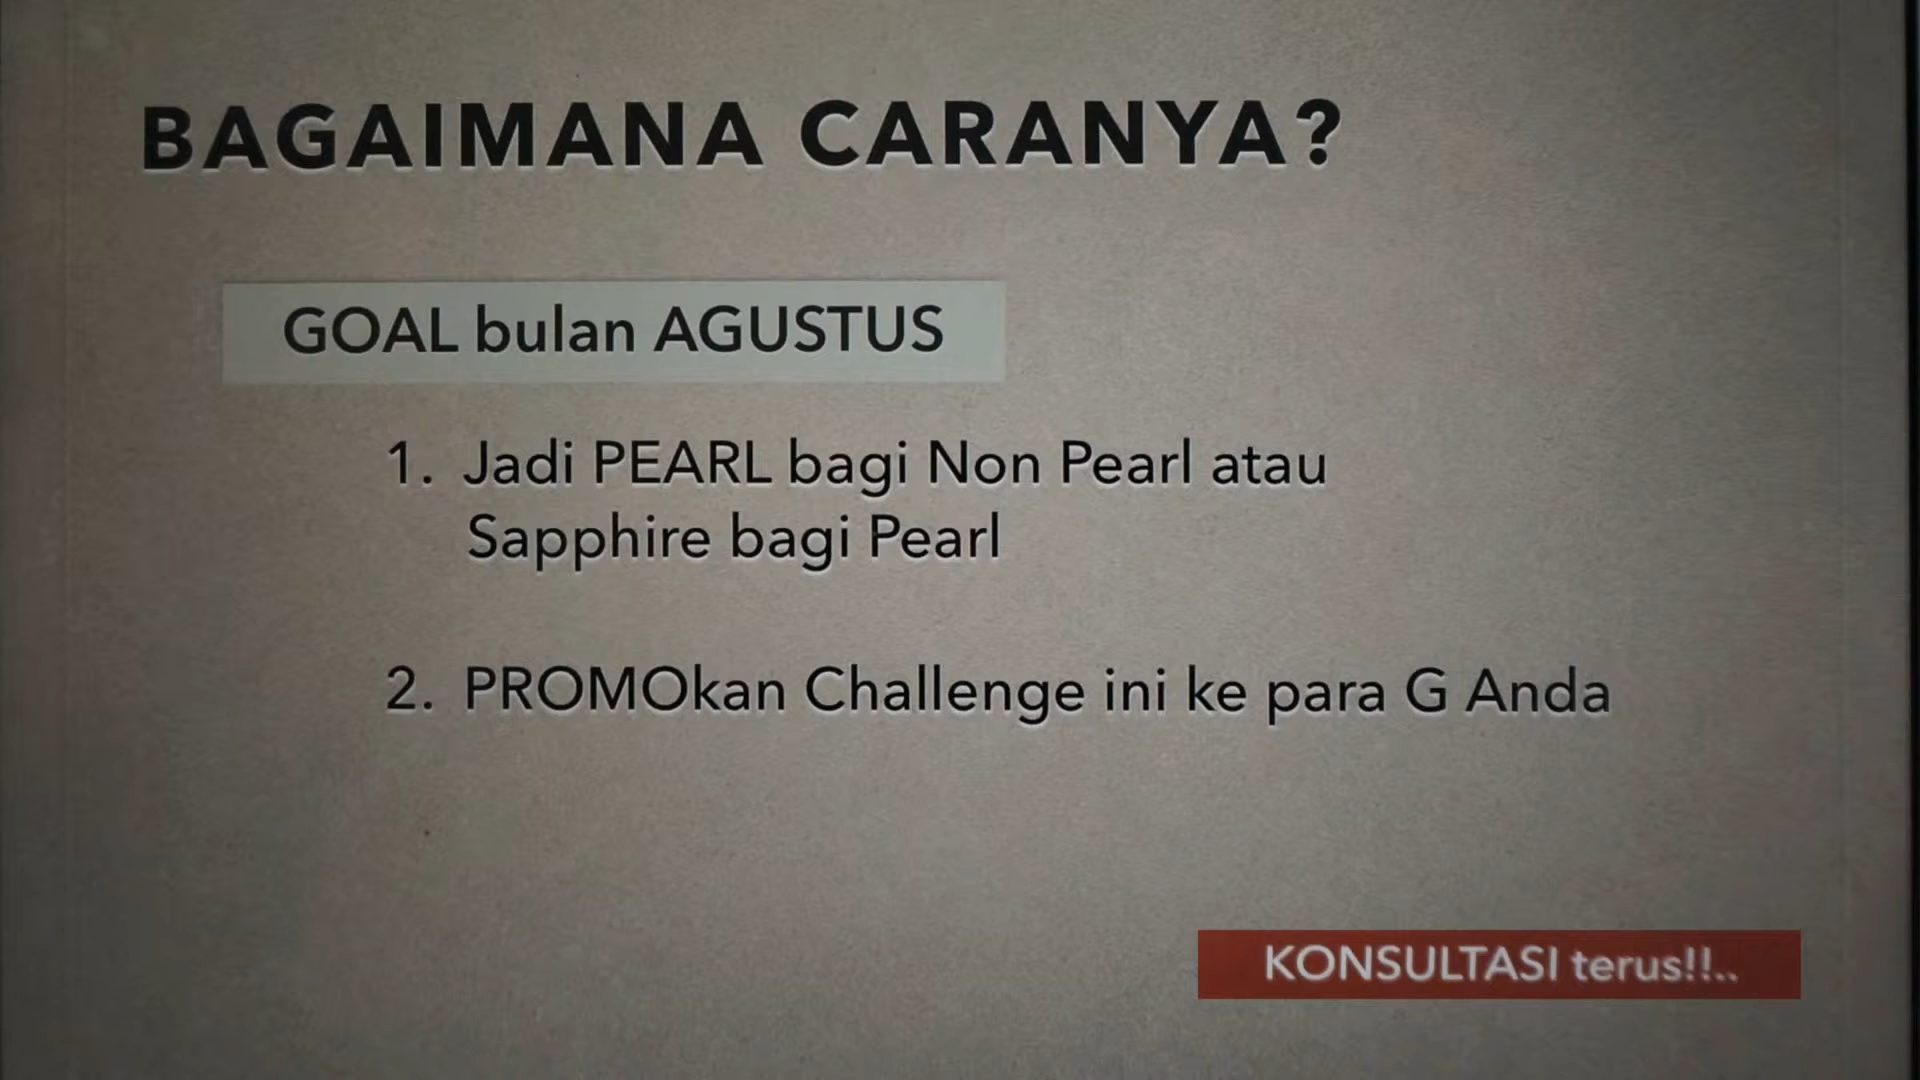 BAGAIMANA CARANYA?
GOAL bulan AGUSTUS
1. Jadi PEARL bagi Non Pearl atau
Sapphire bagi Pearl
2. PROMOkan Challenge ini ke para G Anda
KONSULTASI terus!!..